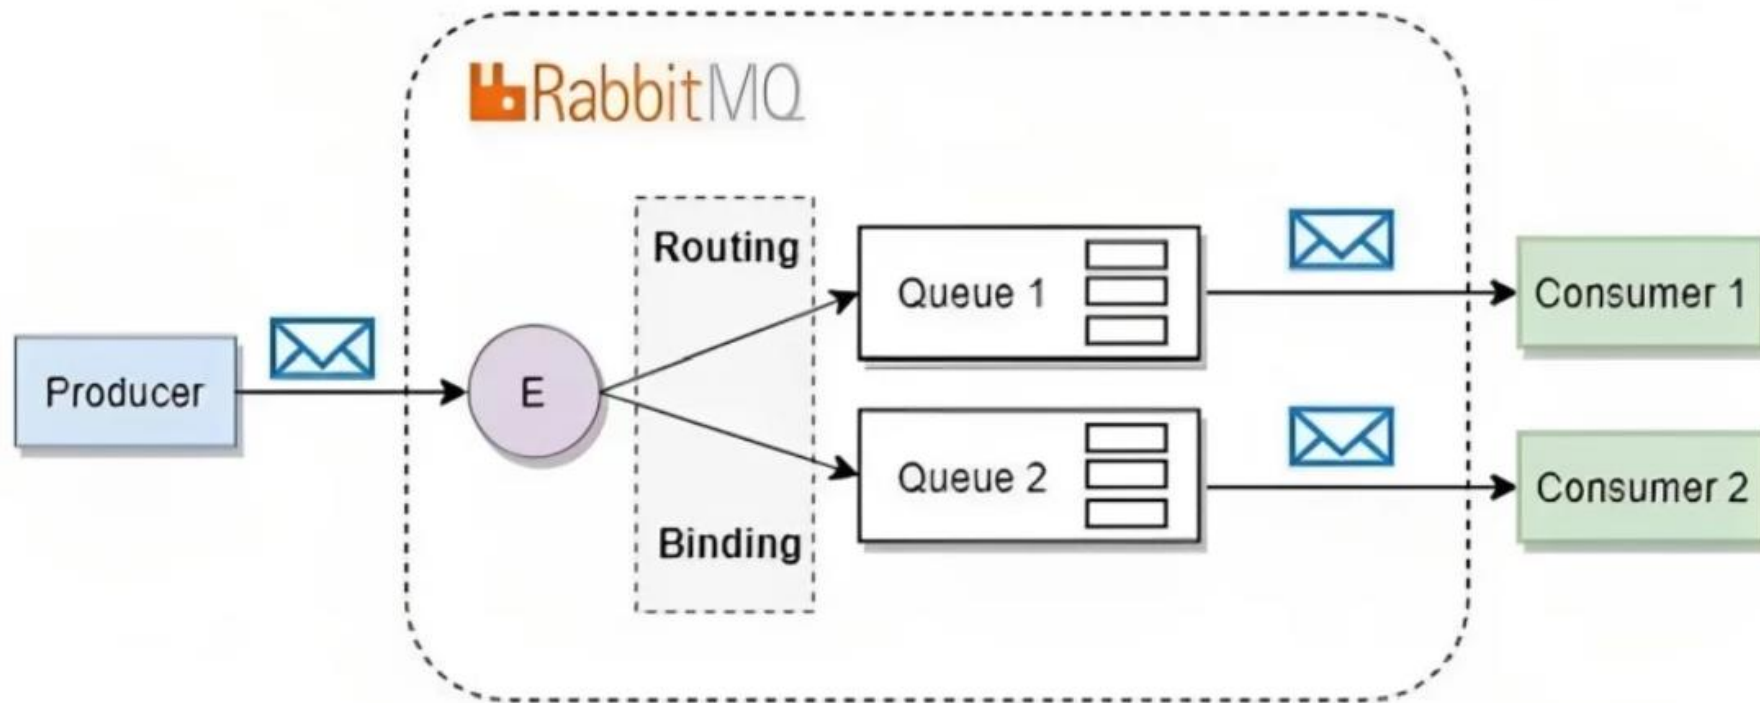 RabbitMQ
Routing
Queue 1
Consumer 1
Producer
E
Queue 2
Consumer 2
Binding